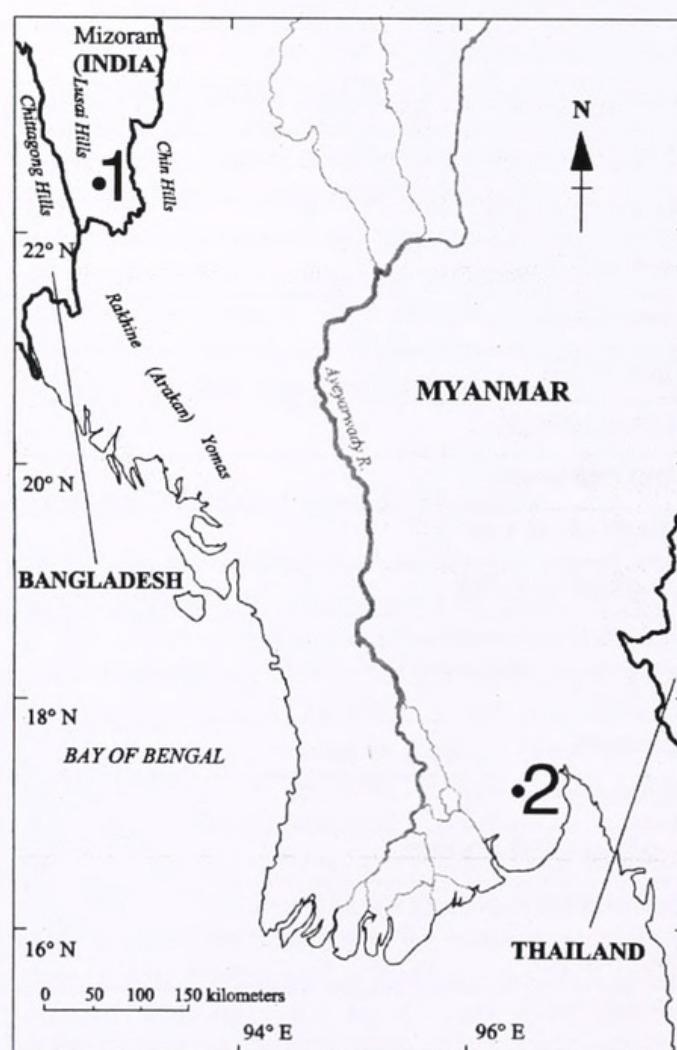 Mizoram
(INDIA)
Lusai Hills
Chittagong Hills
Chin Hills
1
N
22° N
Rakhine
(Arakan)
Yomas
Ayeyarwady R.
MYANMAR
20° N
BANGLADESH
18° N
BAY OF BENGAL
2
16° N
THAILAND
0 50 100 150 kilometers
94° E
96° E